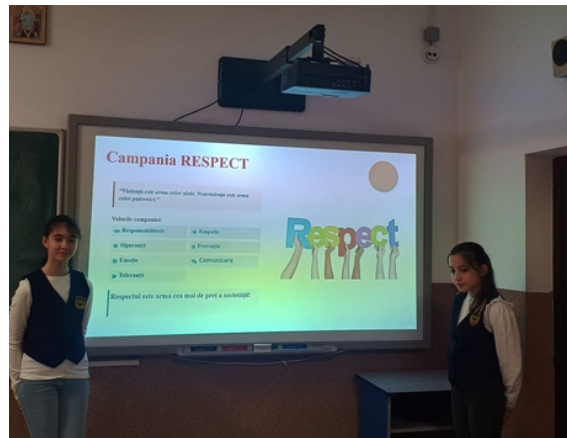 Campania RESPECT
"Violența este arma celor slabi. Nonviolența este arma
celor puternici."
Valorile campaniei:
Responsabilitate
Empatie
Siguranță
Prevenție
Emoție
Comunicare
Toleranță
Respect
Respectul este arma cea mai de preț a societății!